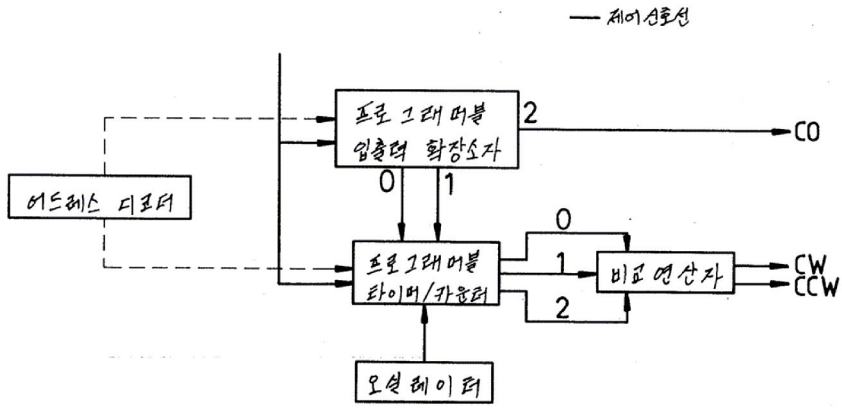 제어신호선
프로그래머블
입출력 확장소자
2
CO
0
1
어드레스 디코더
프로그래머블
타이머/카운터
0
1
2
비교연산자
CW
CCW
오실레이터